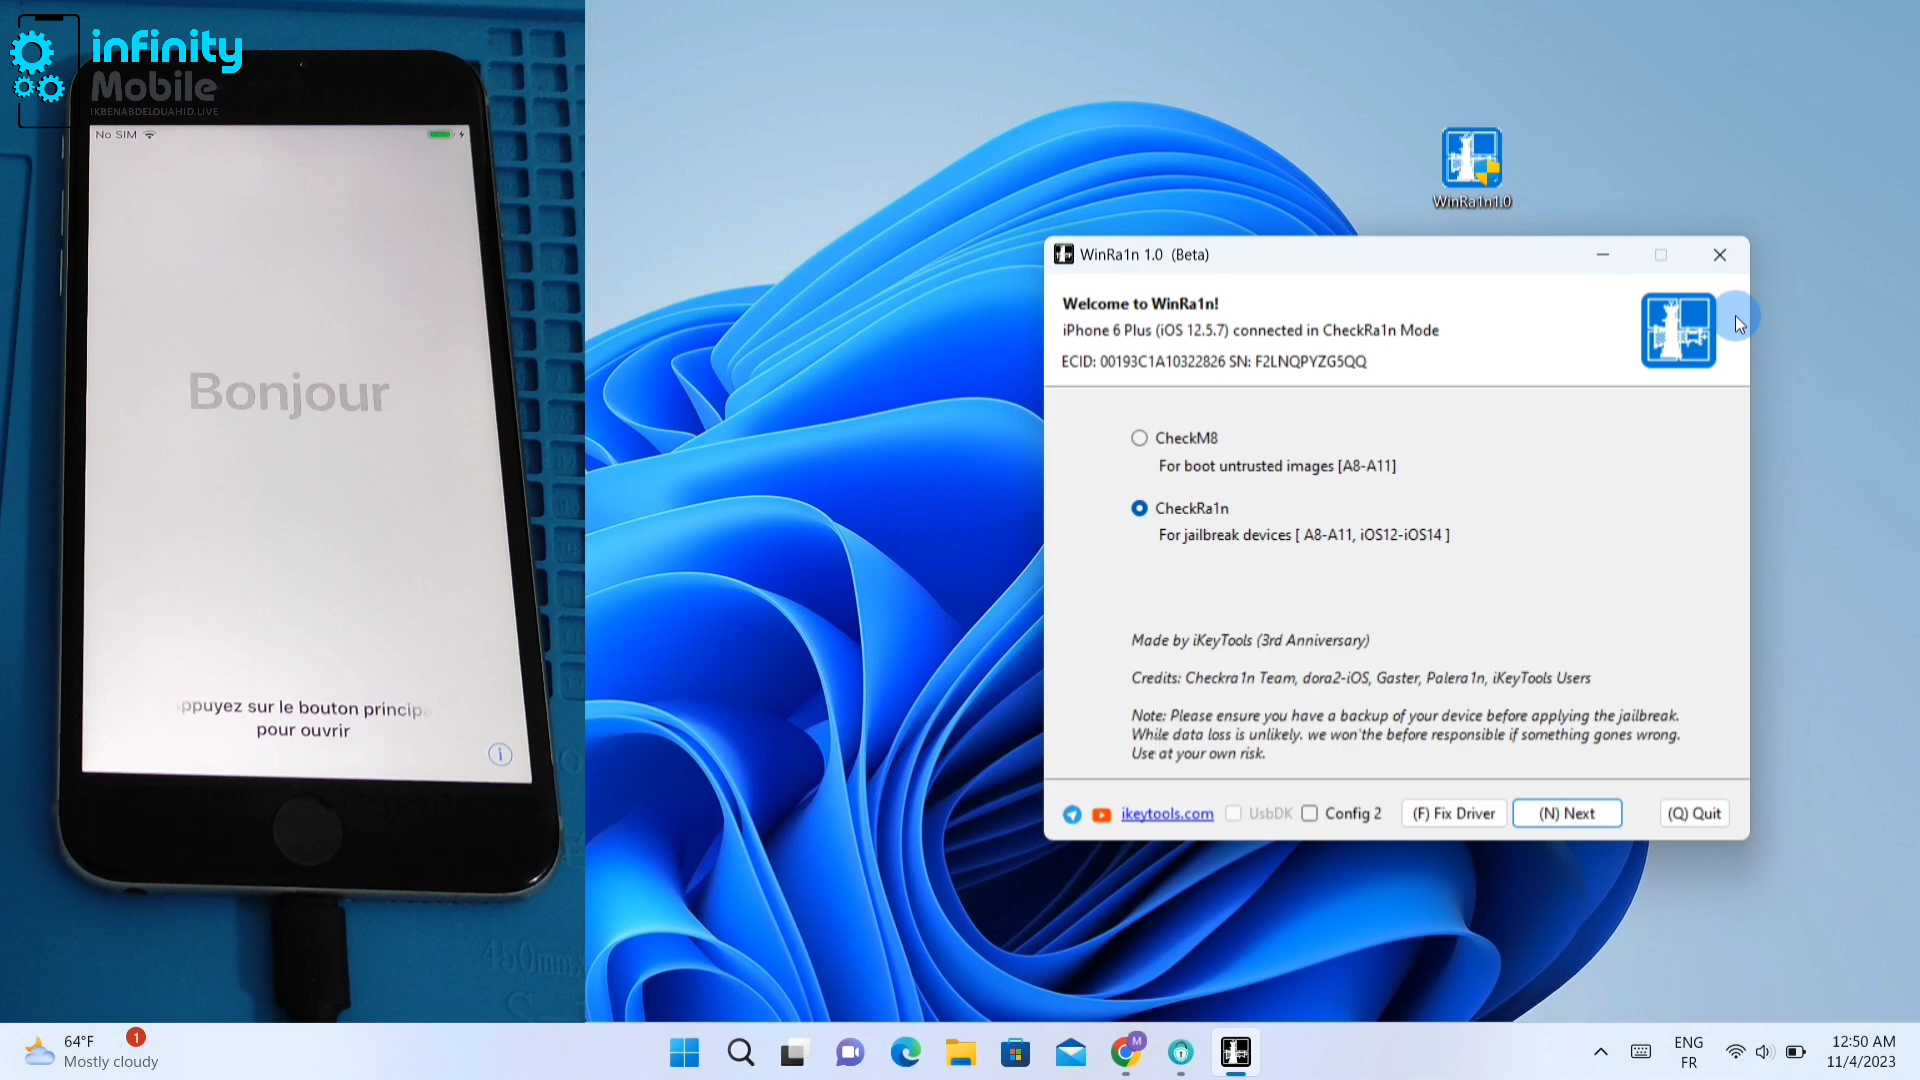 infinity
Mobile
IKBENABDELOUAHID.LIVE
No SIM
Bonjour
ppuyez sur le bouton princip
pour ouvrir
WinRa1n1.0
WinRa1n 1.0 (Beta)
Welcome to WinRa1n!
iPhone 6 Plus (iOS 12.5.7) connected in CheckRa1n Mode
ECID: 00193C1A10322826 SN: F2LNQPYZG5QQ
CheckM8
For boot untrusted images [A8-A11]
CheckRa1n
For jailbreak devices [ A8-A11, iOS12-iOS14 ]
Made by iKeyTools (3rd Anniversary)
Credits: Checkra1n Team, dora2-iOS, Gaster, Palera1n, iKeyTools Users
Note: Please ensure you have a backup of your device before applying the jailbreak.
While data loss is unlikely. we won'the before responsible if something gones wrong.
Use at your own risk.
ikeytools.com UsbDK Config 2 (F) Fix Driver (N) Next (Q) Quit
450mm
64°F 1
Mostly cloudy
M
ENG
FR
12:50 AM
11/4/2023